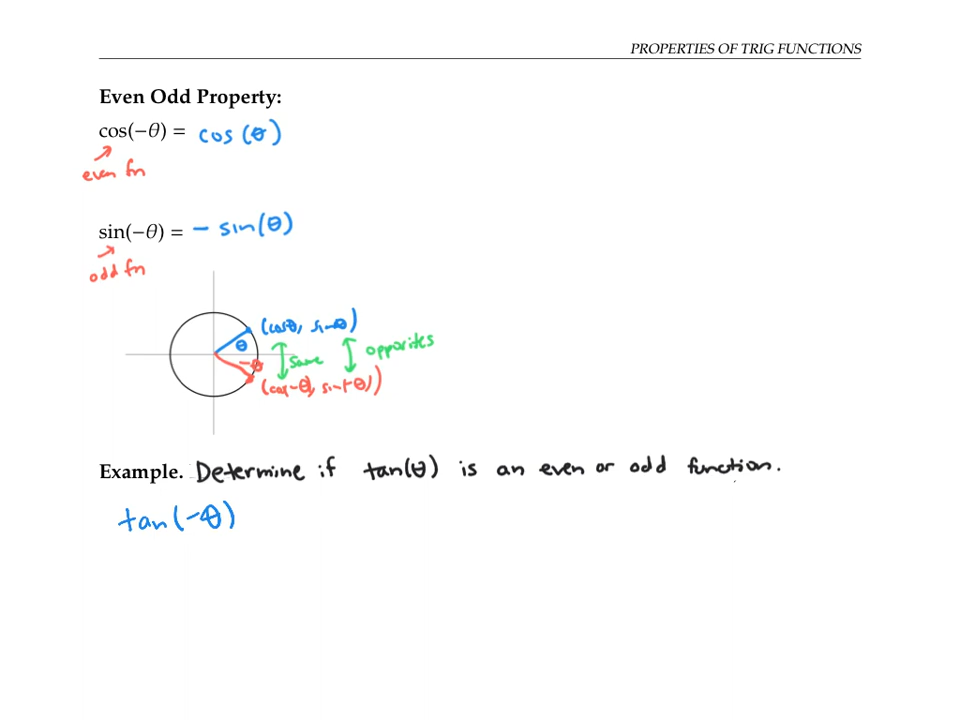 PROPERTIES OF TRIG FUNCTIONS
Even Odd Property:
cos(−θ) = cos(θ)
even fn
sin(−θ) = − sin(θ)
odd fn
(cosθ, sinθ)
θ
−θ
same
opposites
(cos−θ), sin(−θ))
Example. Determine if tan(θ) is an even or odd function.
tan(−θ)